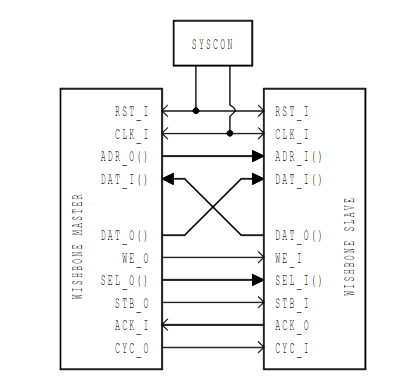 SYSCON
RST_I RST_I
CLK_I CLK_I
ADR_O() ADR_I()
DAT_I() DAT_I()
DAT_O() DAT_O()
WE_O WE_I
SEL_O() SEL_I()
STB_O STB_I
ACK_I ACK_O
CYC_O CYC_I
WISHBONE MASTER
WISHBONE SLAVE